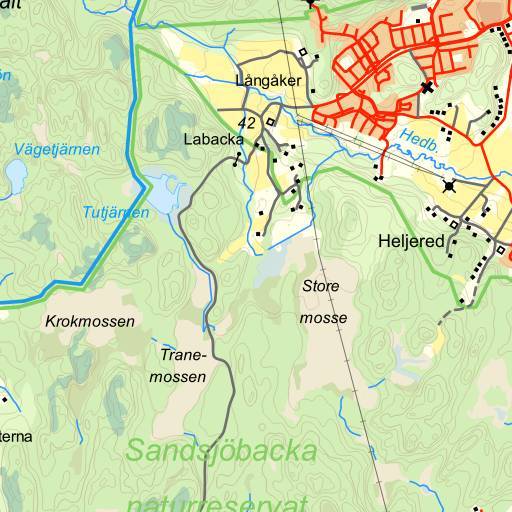 Långåker
42
Labacka
Hedb.
Vägetjärnen
Tutjärnen
Heljered
Store
mosse
Krokmossen
Trane-
mossen
Sandsjöbacka
naturreservat